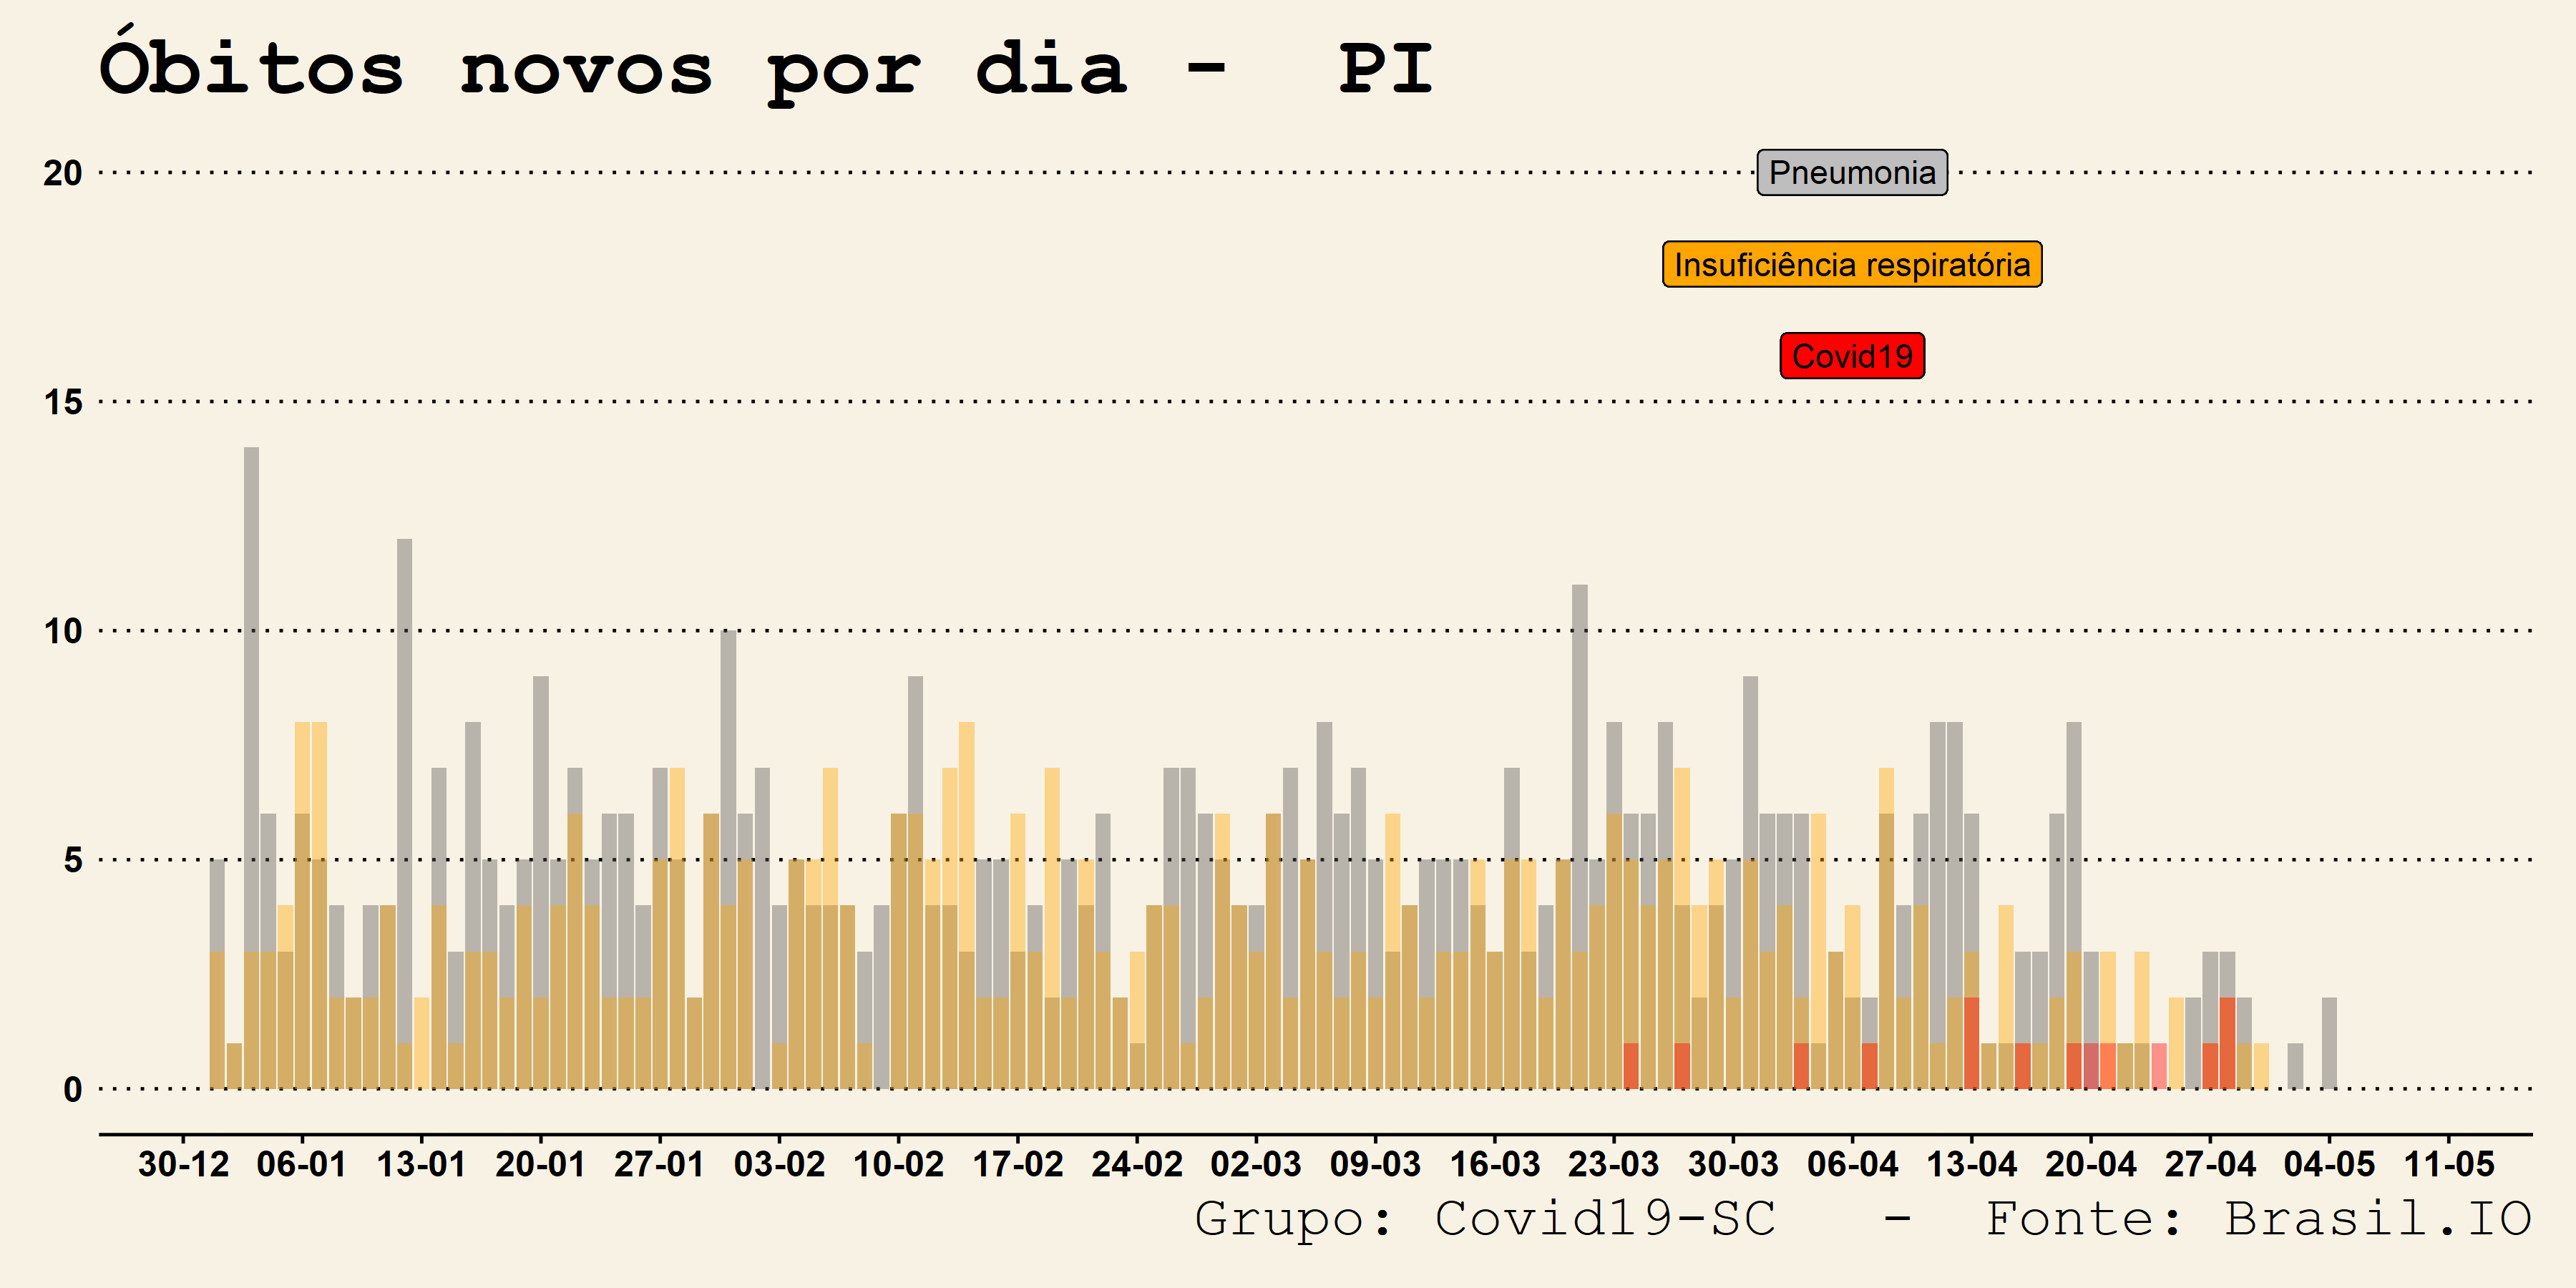 Óbitos novos por dia - PI
20
Pneumonia
Insuficiência respiratória
Covid19
15
10
5
0
30-12 06-01 13-01 20-01 27-01 03-02 10-02 17-02 24-02 02-03 09-03 16-03 23-03 30-03 06-04 13-04 20-04 27-04 04-05 11-05
Grupo: Covid19-SC - Fonte: Brasil.IO